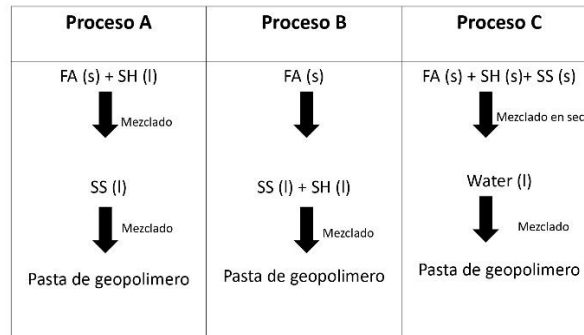 Proceso A
FA (s) + SH (l)
Mezclado
SS (l)
Mezclado
Pasta de geopolimero
Proceso B
FA (s)
SS (l) + SH (l)
Mezclado
Pasta de geopolimero
Proceso C
FA (s) + SH (s)+ SS (s)
Mezclado en sec
Water (l)
Mezclado
Pasta de geopolimero